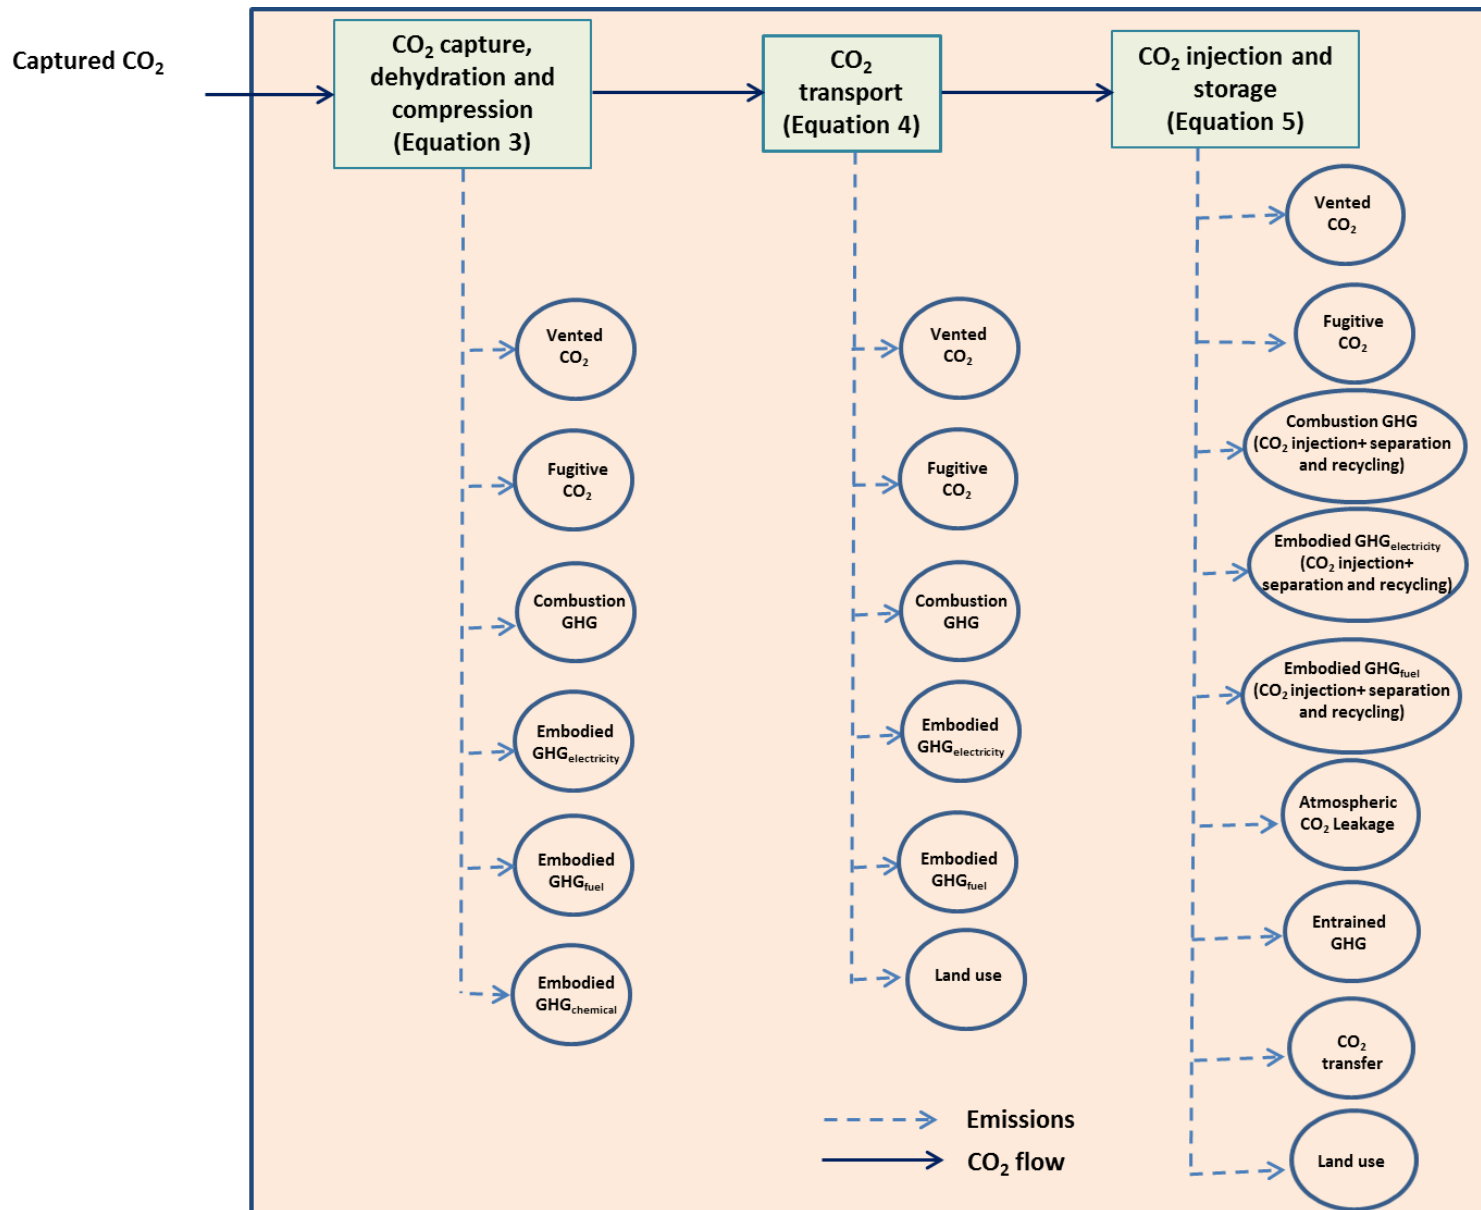 Captured CO₂
CO₂ capture,
dehydration and
compression
(Equation 3)
CO₂
transport
(Equation 4)
CO₂ injection and
storage
(Equation 5)
Vented
CO₂
Fugitive
CO₂
Combustion
GHG
Embodied
GHGelectricity
Embodied
GHGfuel
Embodied
GHGchemical
Vented
CO₂
Fugitive
CO₂
Combustion
GHG
Embodied
GHGelectricity
Embodied
GHGfuel
Land use
Vented
CO₂
Fugitive
CO₂
Combustion GHG
(CO₂ injection+ separation
and recycling)
Embodied GHGelectricity
(CO₂ injection+
separation and recycling)
Embodied GHGfuel
(CO₂ injection+ separation
and recycling)
Atmospheric
CO₂ Leakage
Entrained
GHG
CO₂
transfer
Land use
Emissions
CO₂ flow